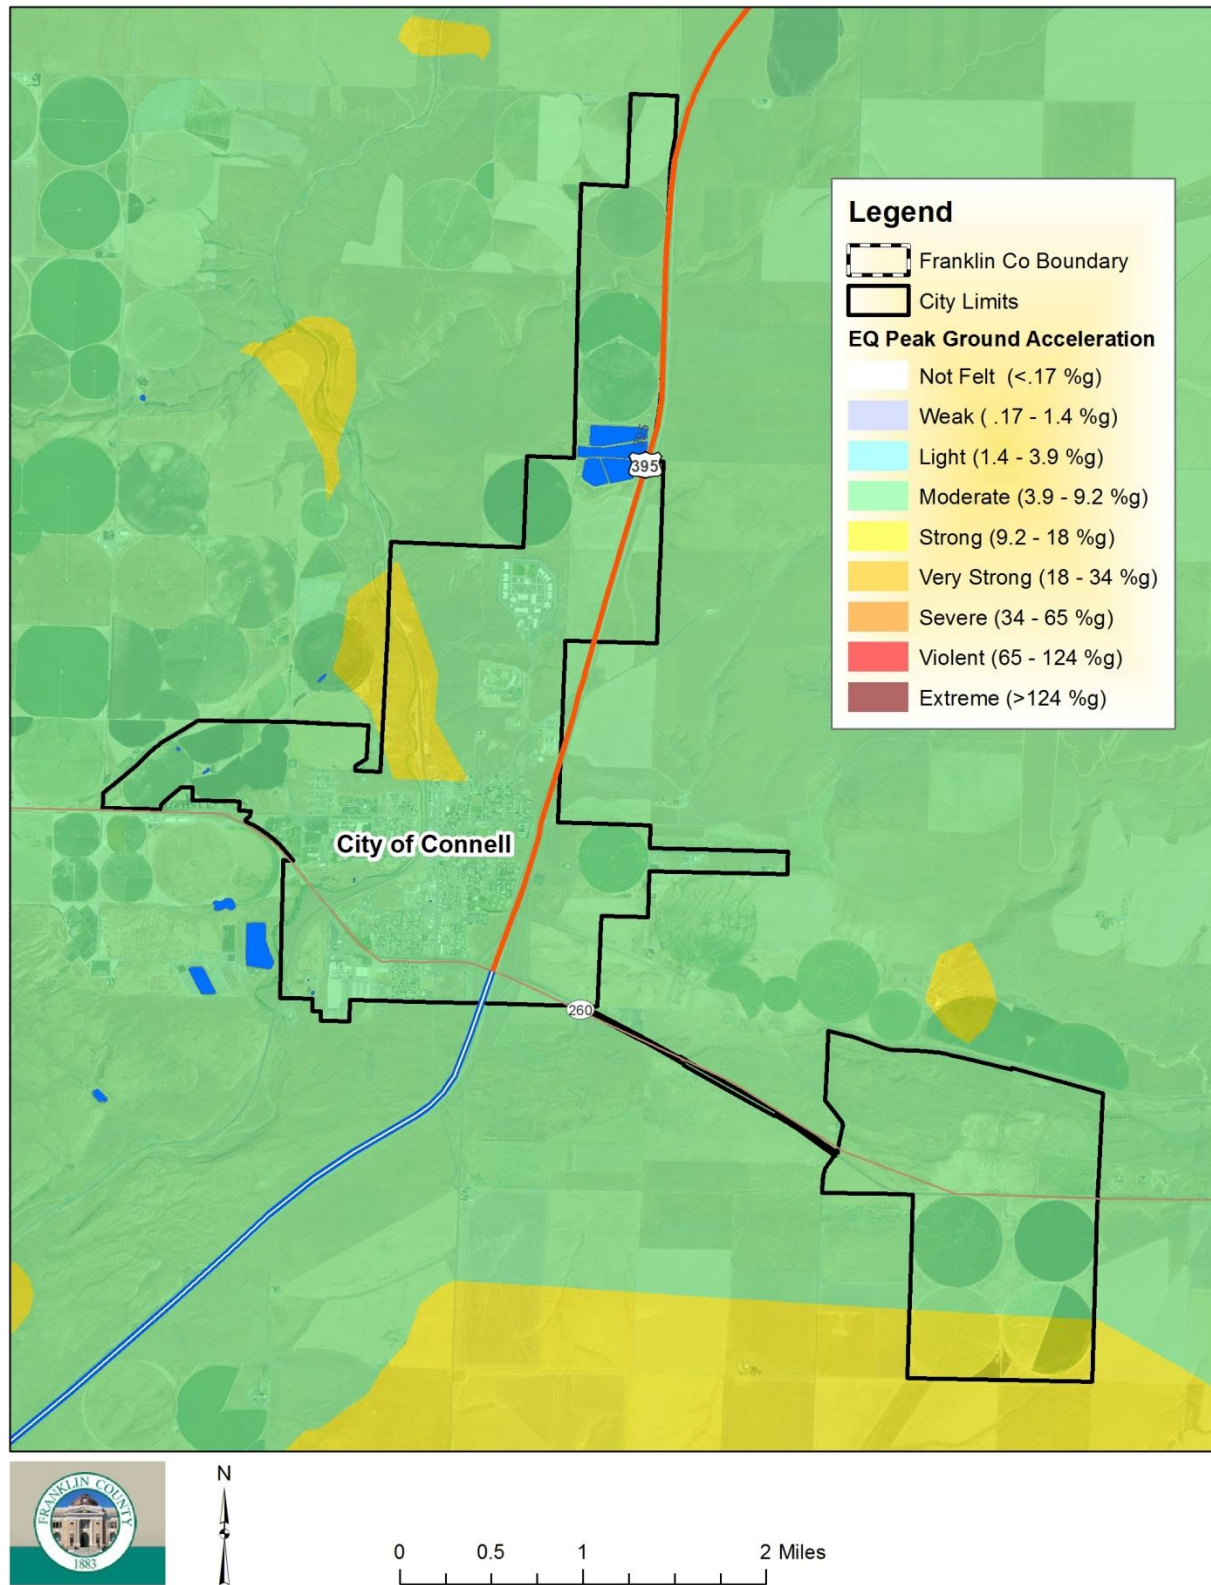 Legend
Franklin Co Boundary
City Limits
EQ Peak Ground Acceleration
Not Felt (<.17 %g)
Weak ( .17 - 1.4 %g)
Light (1.4 - 3.9 %g)
Moderate (3.9 - 9.2 %g)
Strong (9.2 - 18 %g)
Very Strong (18 - 34 %g)
Severe (34 - 65 %g)
Violent (65 - 124 %g)
Extreme (>124 %g)
395
City of Connell
260
FRANKLIN COUNTY
1883
N
0 0.5 1 2 Miles